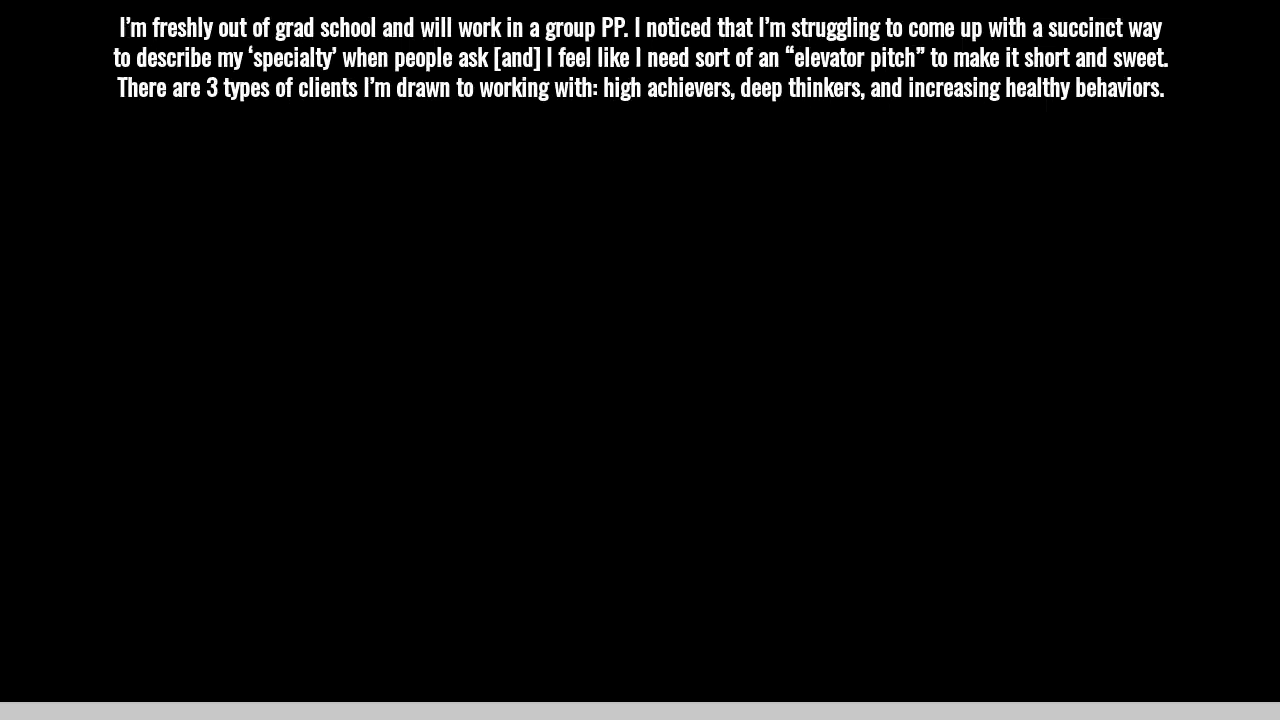 I’m freshly out of grad school and will work in a group PP. I noticed that I’m struggling to come up with a succinct way
to describe my ‘specialty’ when people ask [and] I feel like I need sort of an “elevator pitch” to make it short and sweet.
There are 3 types of clients I’m drawn to working with: high achievers, deep thinkers, and increasing healthy behaviors.